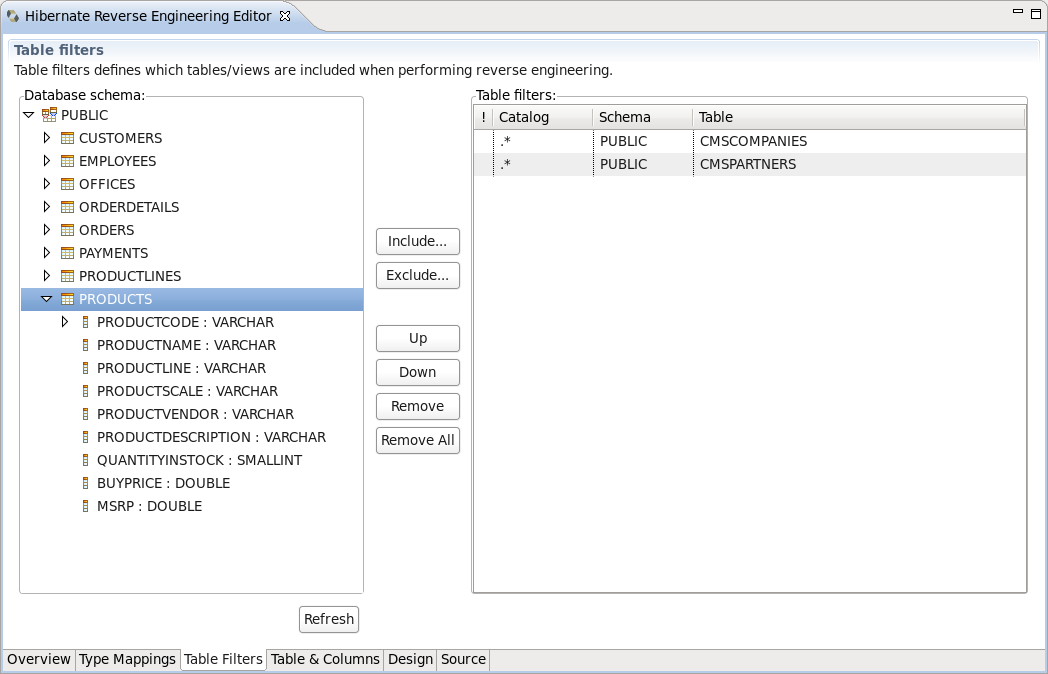 Hibernate Reverse Engineering Editor
Table filters
Table filters defines which tables/views are included when performing reverse engineering.
Database schema:
PUBLIC
CUSTOMERS
EMPLOYEES
OFFICES
ORDERDETAILS
ORDERS
PAYMENTS
PRODUCTLINES
PRODUCTS
PRODUCTCODE : VARCHAR
PRODUCTNAME : VARCHAR
PRODUCTLINE : VARCHAR
PRODUCTSCALE : VARCHAR
PRODUCTVENDOR : VARCHAR
PRODUCTDESCRIPTION : VARCHAR
QUANTITYINSTOCK : SMALLINT
BUYPRICE : DOUBLE
MSRP : DOUBLE
Refresh
Include...
Exclude...
Up
Down
Remove
Remove All
Table filters:
! Catalog Schema Table
.* PUBLIC CMSCOMPANIES
.* PUBLIC CMSPARTNERS
Overview Type Mappings Table Filters Table & Columns Design Source